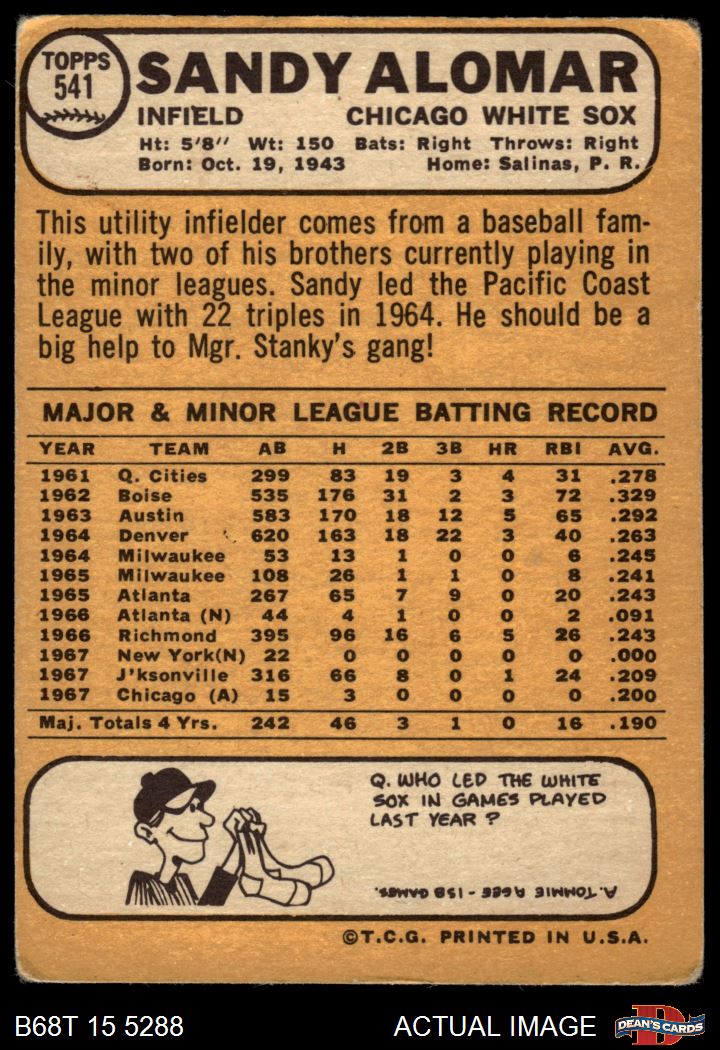 TOPPS
541
SANDY ALOMAR
INFIELD CHICAGO WHITE SOX
Ht: 5'8" Wt: 150 Bats: Right Throws: Right
Born: Oct. 19, 1943 Home: Salinas, P. R.
This utility infielder comes from a baseball fam-
ily, with two of his brothers currently playing in
the minor leagues. Sandy led the Pacific Coast
League with 22 triples in 1964. He should be a
big help to Mgr. Stanky's gang!
MAJOR & MINOR LEAGUE BATTING RECORD
YEAR TEAM AB H 2B 3B HR RBI AVG.
1961 Q. Cities 299 83 19 3 4 31 .278
1962 Boise 535 176 31 2 3 72 .329
1963 Austin 583 170 18 12 5 65 .292
1964 Denver 620 163 18 22 3 40 .263
1964 Milwaukee 53 13 1 0 0 6 .245
1965 Milwaukee 108 26 1 1 0 8 .241
1965 Atlanta 267 65 7 9 0 20 .243
1966 Atlanta (N) 44 4 1 0 0 2 .091
1966 Richmond 395 96 16 6 5 26 .243
1967 New York(N) 22 0 0 0 0 0 .000
1967 J'ksonville 316 66 8 0 1 24 .209
1967 Chicago (A) 15 3 0 0 0 0 .200
Maj. Totals 4 Yrs. 242 46 3 1 0 16 .190
Q. WHO LED THE WHITE
SOX IN GAMES PLAYED
LAST YEAR ?
A. TOMMIE AGEE - 158 GAMES.
©T.C.G. PRINTED IN U.S.A.
B68T 15 5288 ACTUAL IMAGE D DEAN'S CARDS